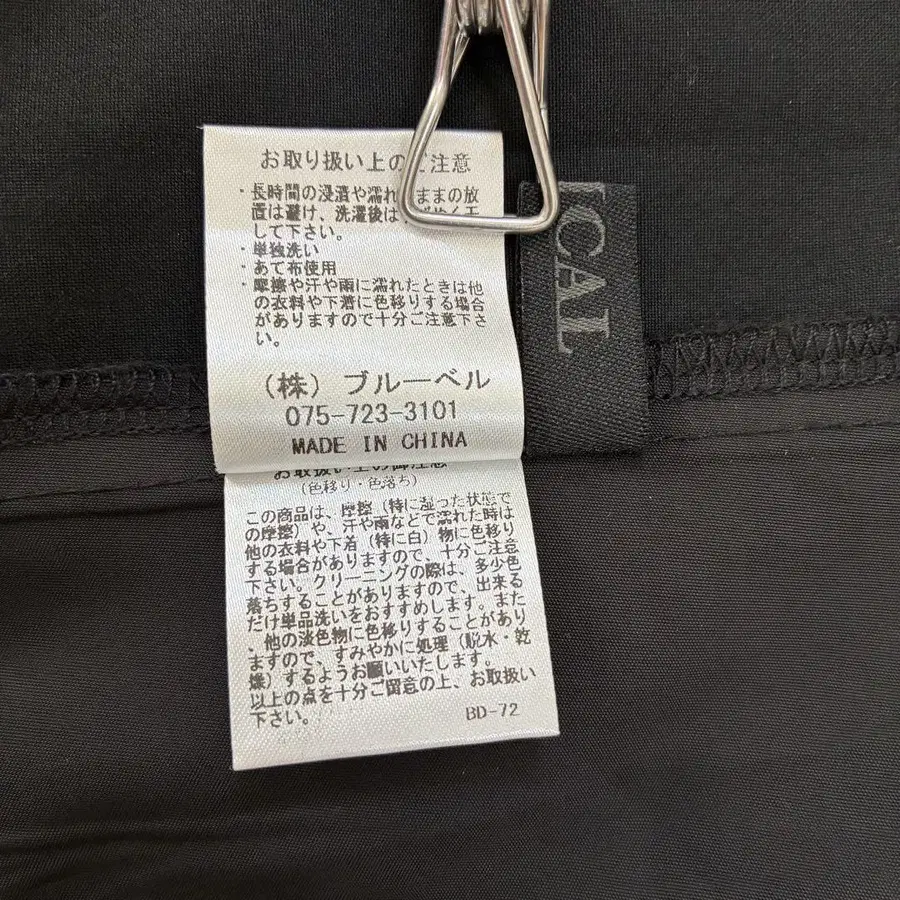 お取り扱い上のご注意
・長時間の浸漬や濡れ ままの放
置は避け、洗濯後は やく干
して下さい。
・単独洗い
・あて布使用
・摩擦や汗や雨に濡れたときは他
の衣料や下着に色移りする場合
がありますので十分ご注意下さ
い。
(株)ブルーベル
075-723-3101
MADE IN CHINA
CAL
お取扱い上の御注意
(色移り・色落ち)
この商品は、摩擦(特に湿った状態で
の摩擦)や、汗や雨などで濡れた時は
他の衣料や下着(特に白)物に色移り
する場合がありますので、十分ご注意
下さい。クリーニングの際は、多少色
落ちすることがありますので、出来る
だけ単品洗いをおすすめします。また
、他の淡色物に色移りすることがあり
ますので、すみやかに処理(脱水・乾
燥)するようお願いいたします。
以上の点を十分ご留意の上、お取扱い
下さい。
BD-72